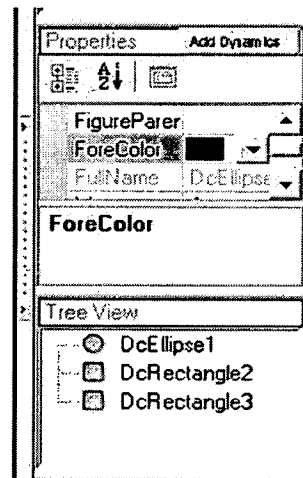 Properties Add Dynamics
FigureParer
ForeColor
FullName DcEllipse
ForeColor
Tree View
DcEllipse1
DcRectangle2
DcRectangle3